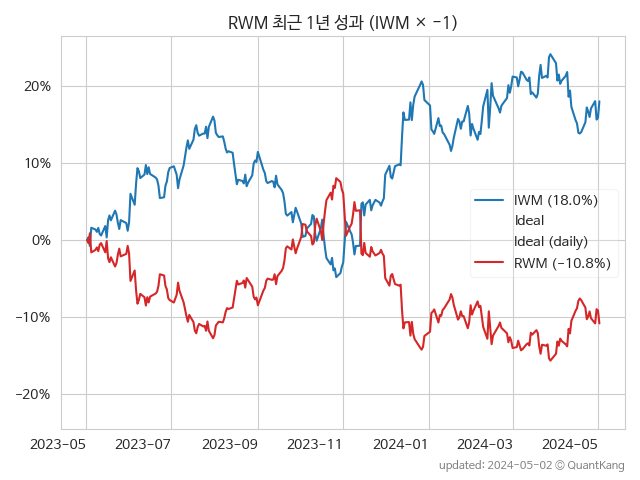 RWM 최근 1년 성과 (IWM × −1)
20%
10%
0%
−10%
−20%
IWM (18.0%)
Ideal
Ideal (daily)
RWM (−10.8%)
2023-05 2023-07 2023-09 2023-11 2024-01 2024-03 2024-05
updated: 2024-05-02 © QuantKang